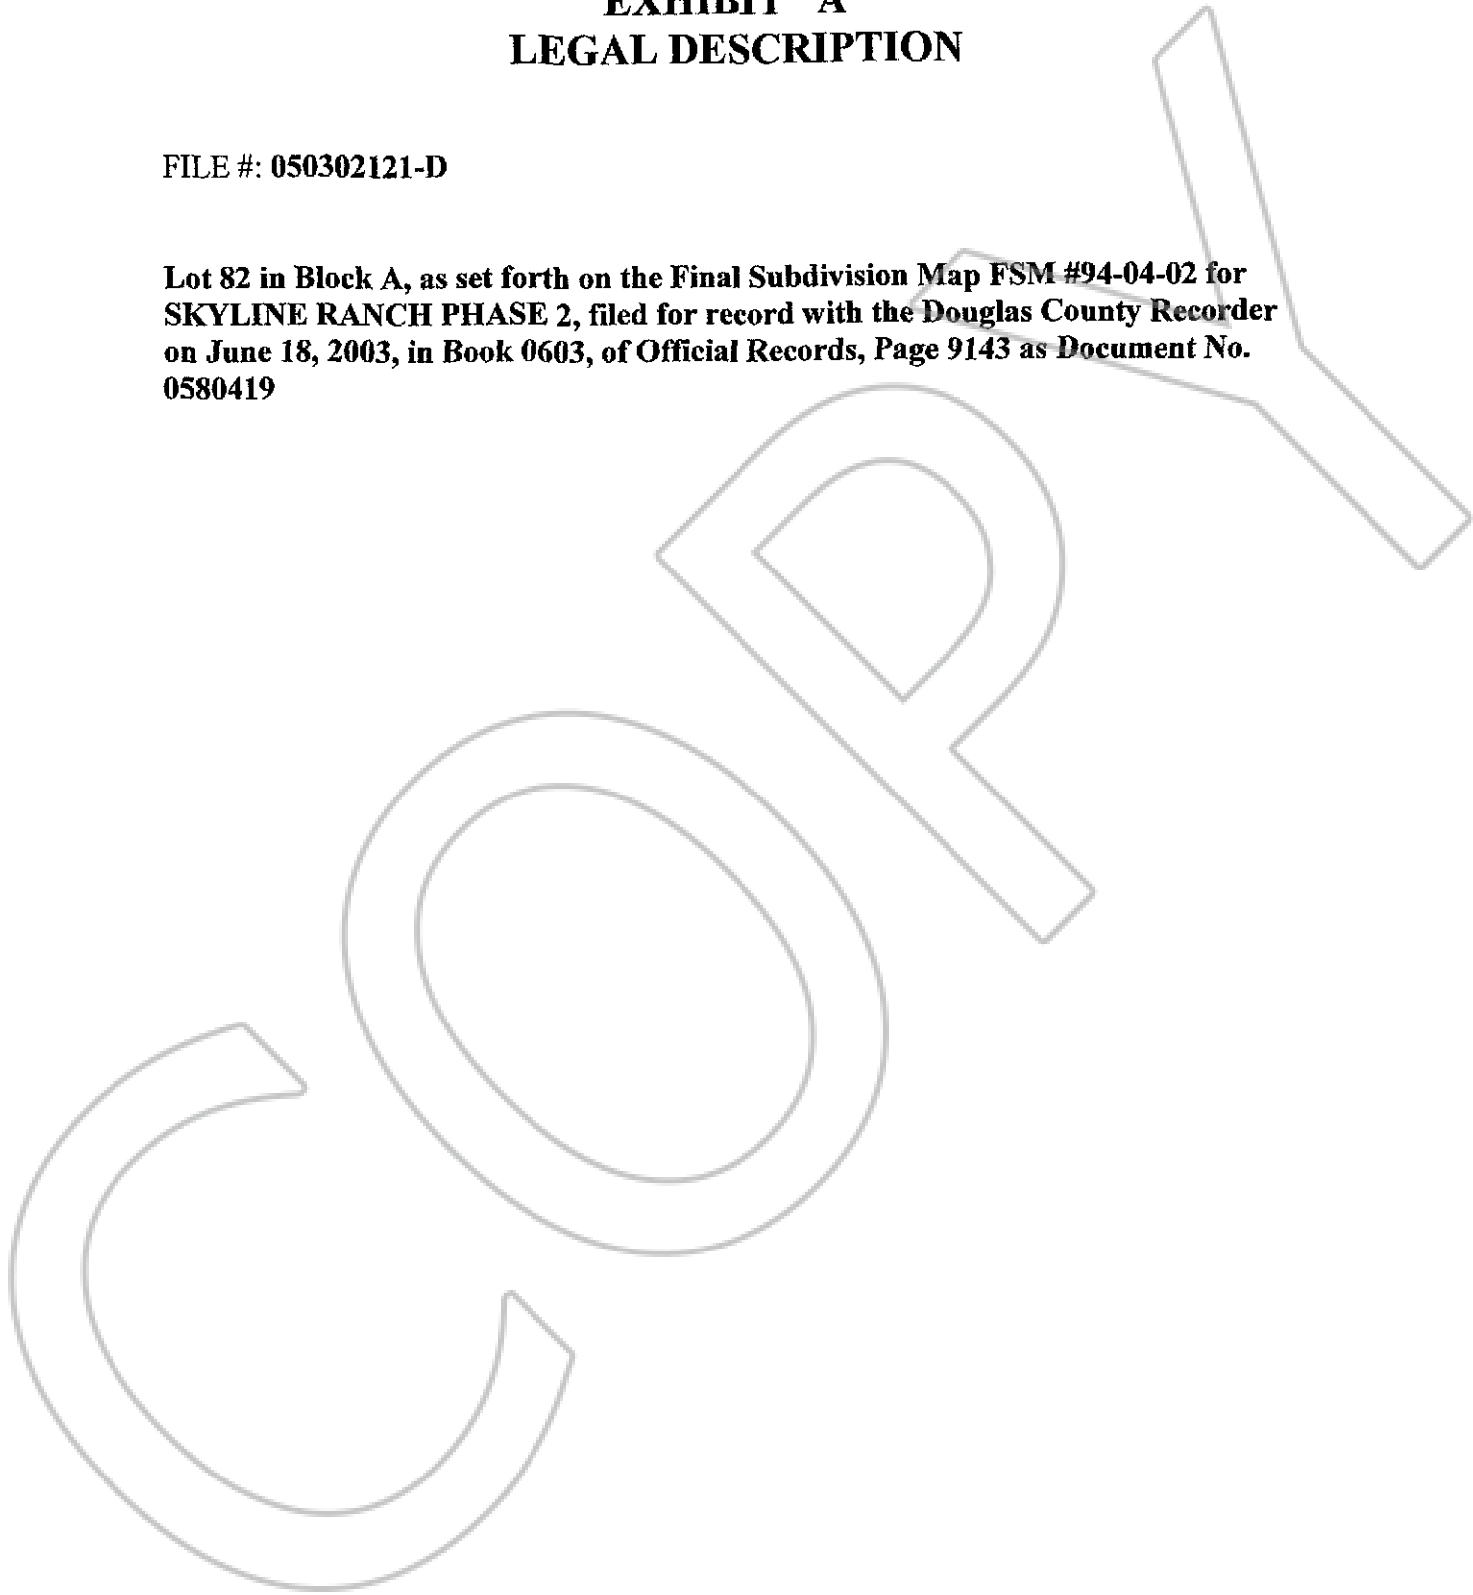 EXHIBIT "A"
LEGAL DESCRIPTION
FILE #: 050302121-D
Lot 82 in Block A, as set forth on the Final Subdivision Map FSM #94-04-02 for
SKYLINE RANCH PHASE 2, filed for record with the Douglas County Recorder
on June 18, 2003, in Book 0603, of Official Records, Page 9143 as Document No.
0580419
COPY